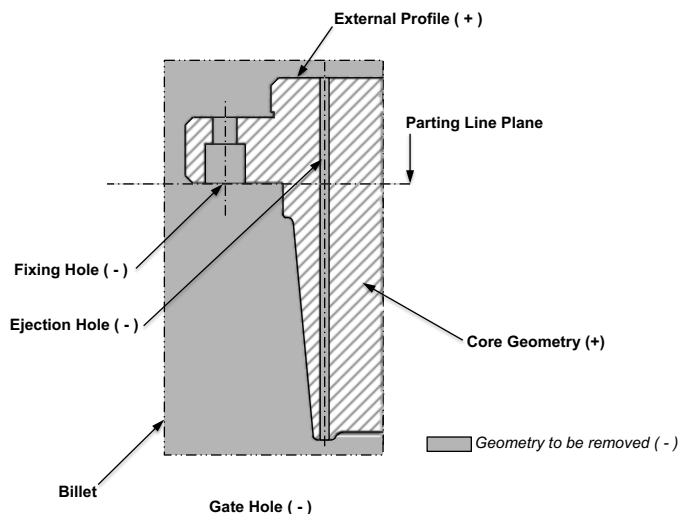 External Profile ( + )
Parting Line Plane
Fixing Hole ( - )
Ejection Hole ( - )
Core Geometry (+)
Geometry to be removed ( - )
Billet
Gate Hole ( - )